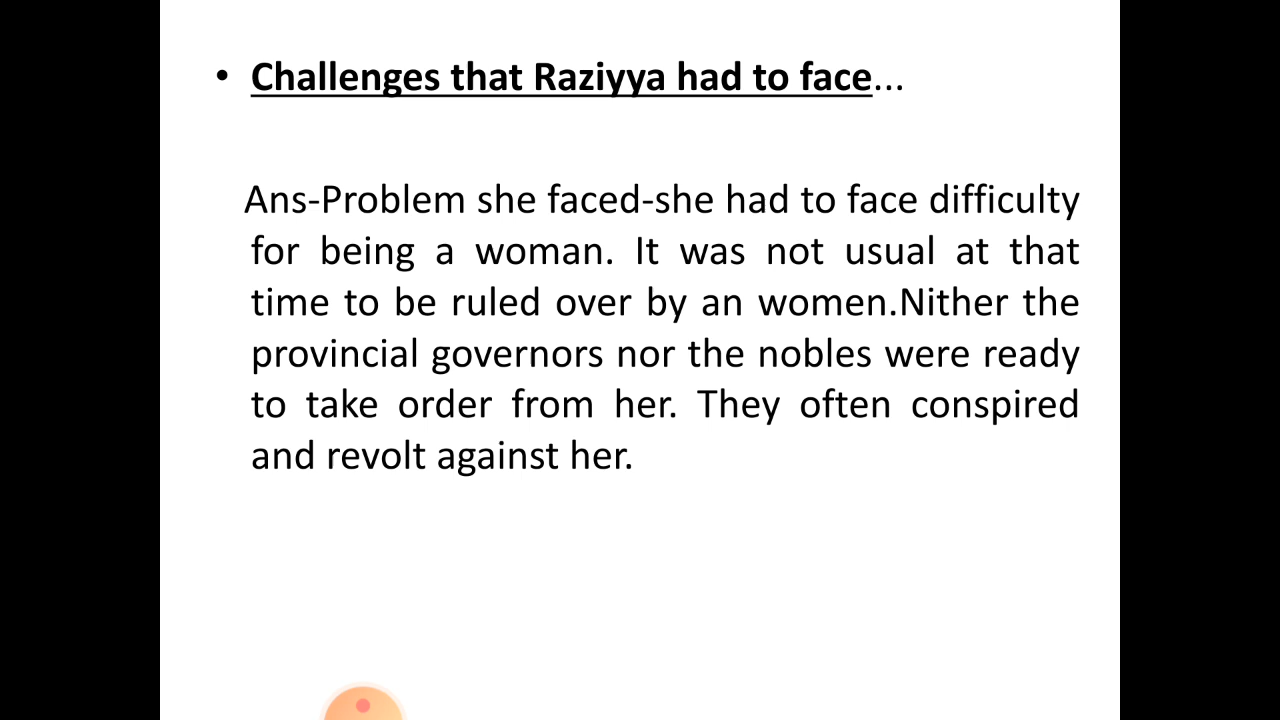 • Challenges that Raziyya had to face...
Ans-Problem she faced-she had to face difficulty
for being a woman. It was not usual at that
time to be ruled over by an women.Nither the
provincial governors nor the nobles were ready
to take order from her. They often conspired
and revolt against her.